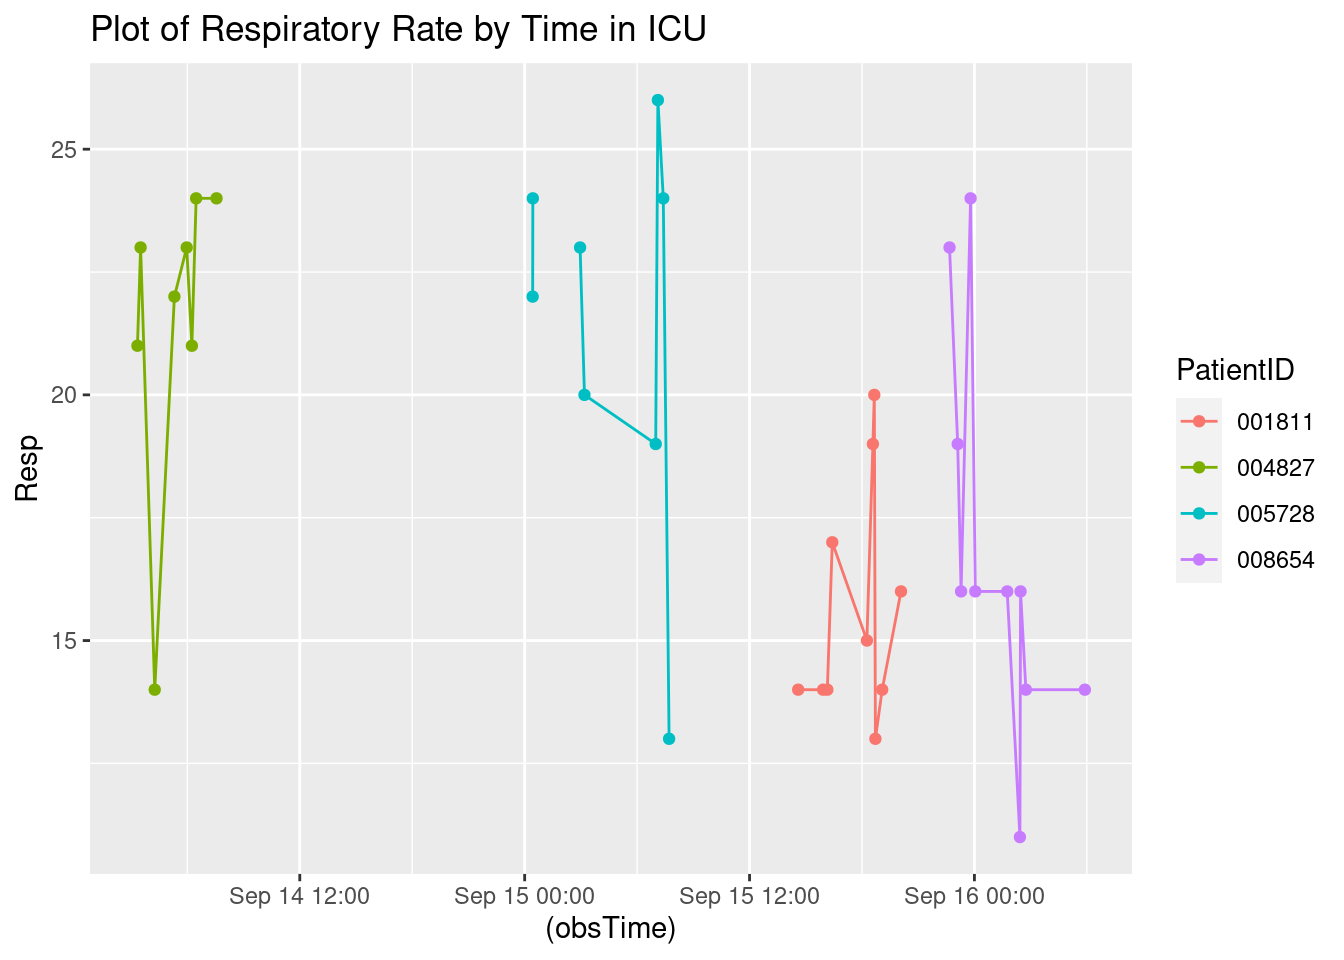 Plot of Respiratory Rate by Time in ICU
25
20
15
Resp
Sep 14 12:00
Sep 15 00:00
Sep 15 12:00
Sep 16 00:00
(obsTime)
PatientID
001811
004827
005728
008654